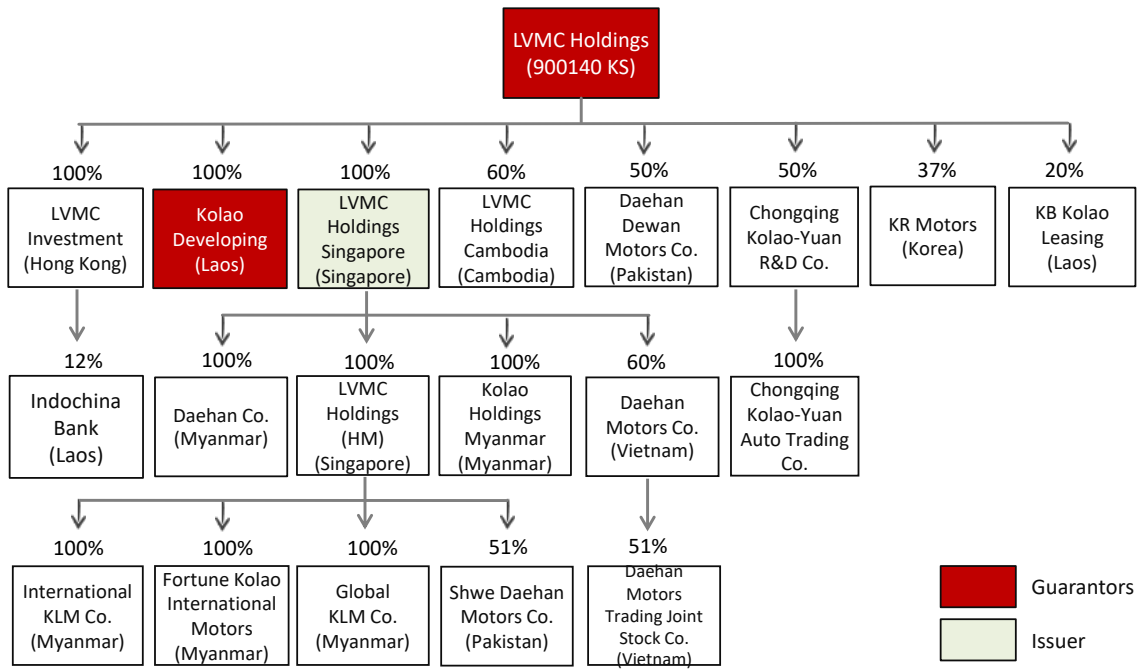 LVMC Holdings
(900140 KS)
100%
100%
100%
60%
50%
50%
37%
20%
LVMC
Investment
(Hong Kong)
Kolao
Developing
(Laos)
LVMC
Holdings
Singapore
(Singapore)
LVMC
Holdings
Cambodia
(Cambodia)
Daehan
Dewan
Motors Co.
(Pakistan)
Chongqing
Kolao-Yuan
R&D Co.
KR Motors
(Korea)
KB Kolao
Leasing
(Laos)
12%
100%
100%
100%
60%
100%
Indochina
Bank
(Laos)
Daehan Co.
(Myanmar)
LVMC
Holdings
(HM)
(Singapore)
Kolao
Holdings
Myanmar
(Myanmar)
Daehan
Motors Co.
(Vietnam)
Chongqing
Kolao-Yuan
Auto Trading
Co.
100%
100%
100%
51%
51%
International
KLM Co.
(Myanmar)
Fortune Kolao
International
Motors
(Myanmar)
Global
KLM Co.
(Myanmar)
Shwe Daehan
Motors Co.
(Pakistan)
Daehan
Motors
Trading Joint
Stock Co.
(Vietnam)
Guarantors
Issuer